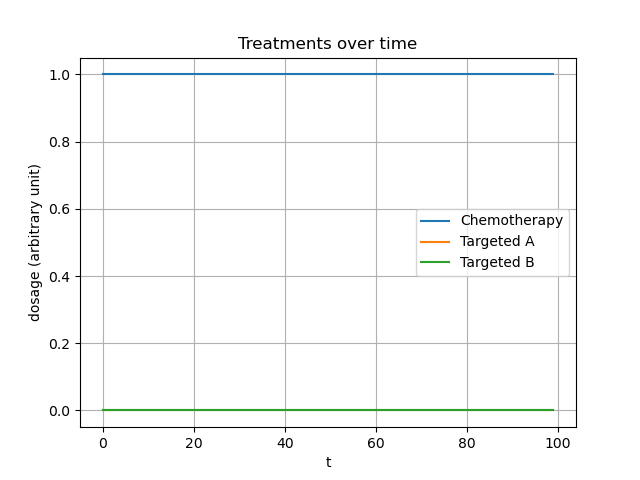 Treatments over time
dosage (arbitrary unit)
1.0
0.8
0.6
0.4
0.2
0.0
Chemotherapy
Targeted A
Targeted B
0 20 40 60 80 100
t